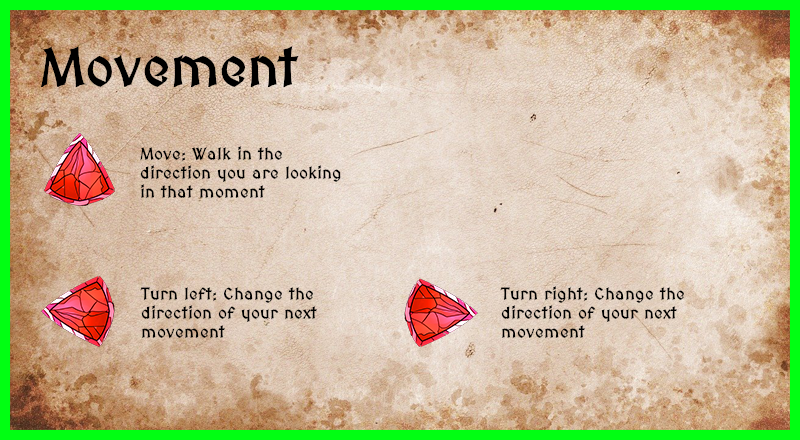 Movement
Move: Walk in the
direction you are looking
in that moment
Turn left: Change the
direction of your next
movement
Turn right: Change the
direction of your next
movement